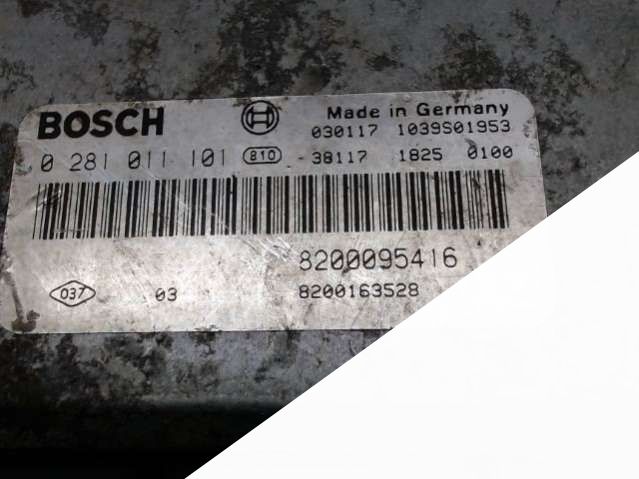 BOSCH Made in Germany
030117 1039S01953
0 281 011 101 810 -38117 1825 0100
8200095416
037 03 8200163528